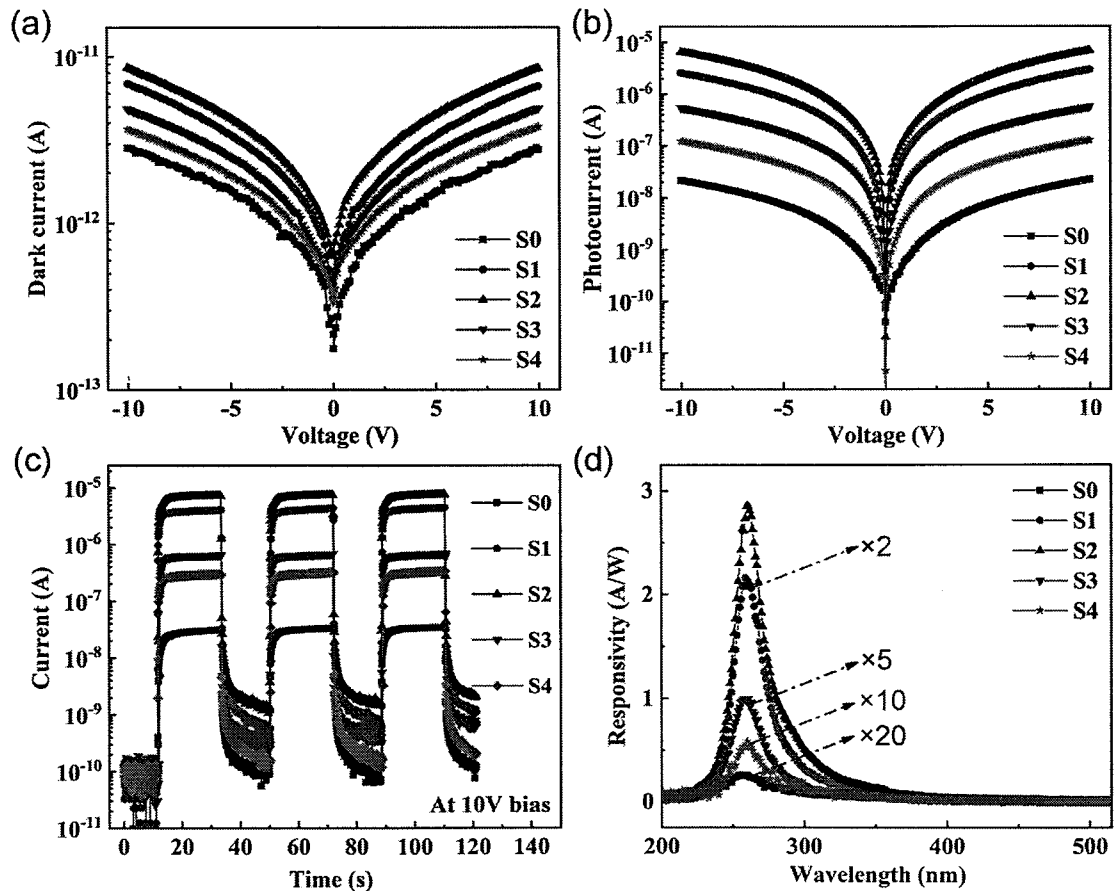 (a)
10⁻¹¹
10⁻¹²
10⁻¹³
Dark current (A)
S0
S1
S2
S3
S4
-10 -5 0 5 10
Voltage (V)
(b)
10⁻⁵
10⁻⁶
10⁻⁷
10⁻⁸
10⁻⁹
10⁻¹⁰
10⁻¹¹
Photocurrent (A)
S0
S1
S2
S3
S4
-10 -5 0 5 10
Voltage (V)
(c)
10⁻⁵
10⁻⁶
10⁻⁷
10⁻⁸
10⁻⁹
10⁻¹⁰
10⁻¹¹
Current (A)
S0
S1
S2
S3
S4
At 10V bias
0 20 40 60 80 100 120 140
Time (s)
(d)
3
2
1
0
Responsivity (A/W)
S0
S1
S2
S3
S4
×2
×5
×10
×20
200 300 400 500
Wavelength (nm)